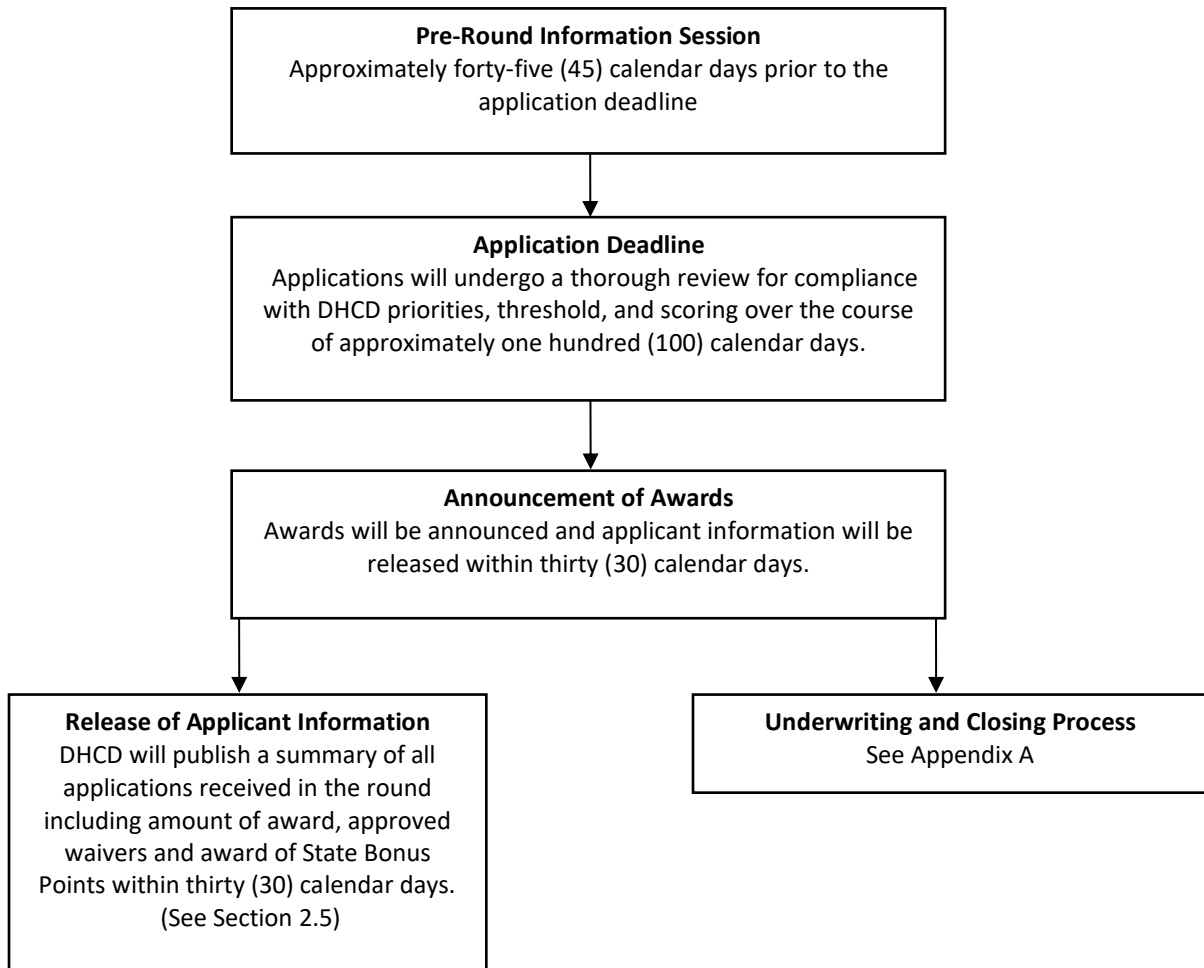 Pre-Round Information Session
Approximately forty-five (45) calendar days prior to the
application deadline
Application Deadline
Applications will undergo a thorough review for compliance
with DHCD priorities, threshold, and scoring over the course
of approximately one hundred (100) calendar days.
Announcement of Awards
Awards will be announced and applicant information will be
released within thirty (30) calendar days.
Release of Applicant Information
DHCD will publish a summary of all
applications received in the round
including amount of award, approved
waivers and award of State Bonus
Points within thirty (30) calendar days.
(See Section 2.5)
Underwriting and Closing Process
See Appendix A